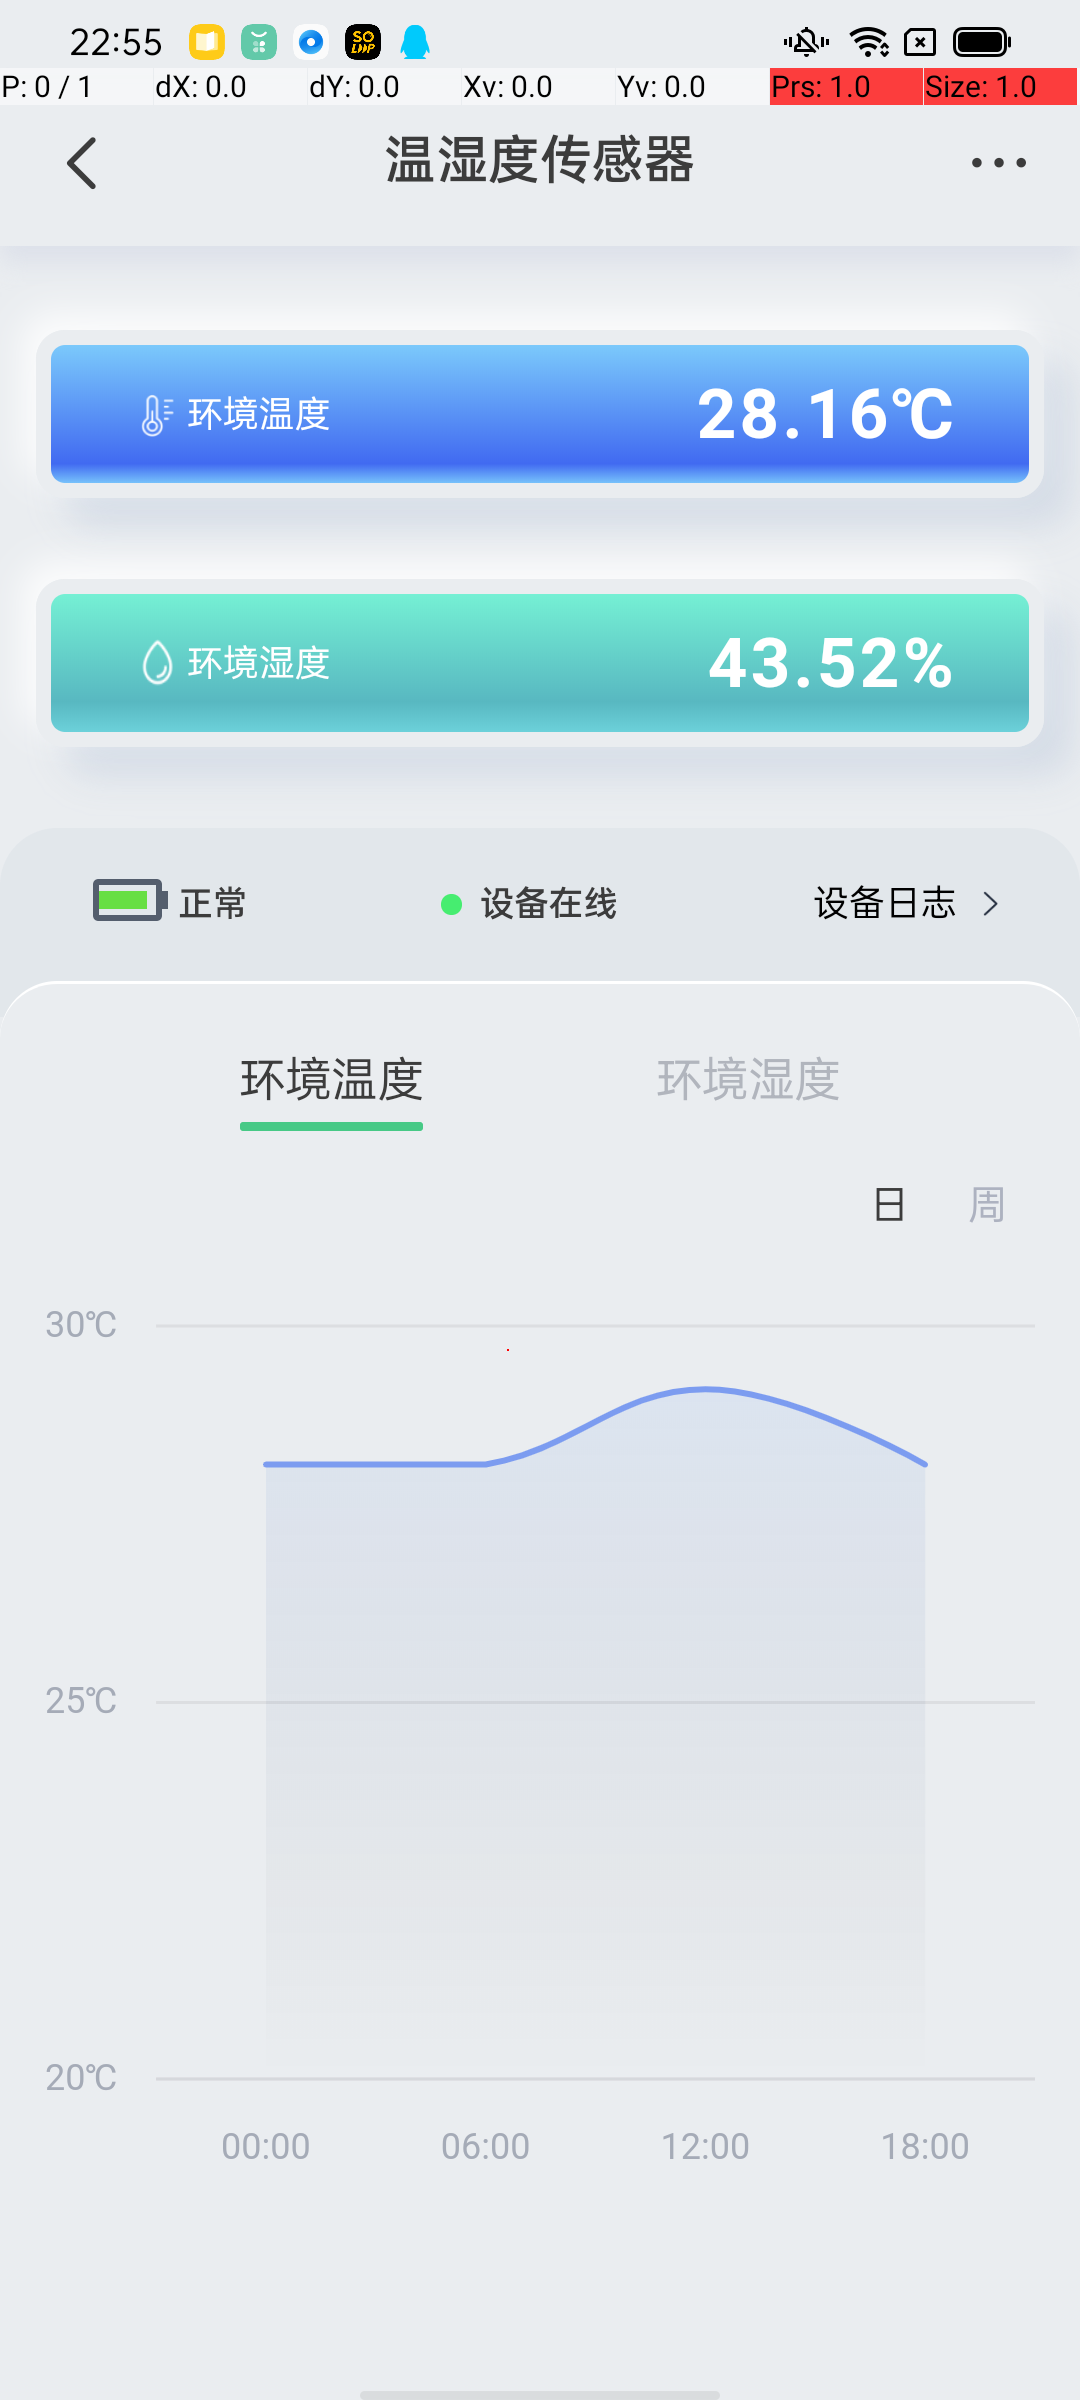 22:55
SO
LOOP
P: 0 / 1 dX: 0.0 dY: 0.0 Xv: 0.0 Yv: 0.0 Prs: 1.0 Size: 1.0
温湿度传感器
环境温度 28.16℃
环境湿度 43.52%
正常 设备在线 设备日志
环境温度 环境湿度
日 周
30℃
25℃
20℃
00:00 06:00 12:00 18:00